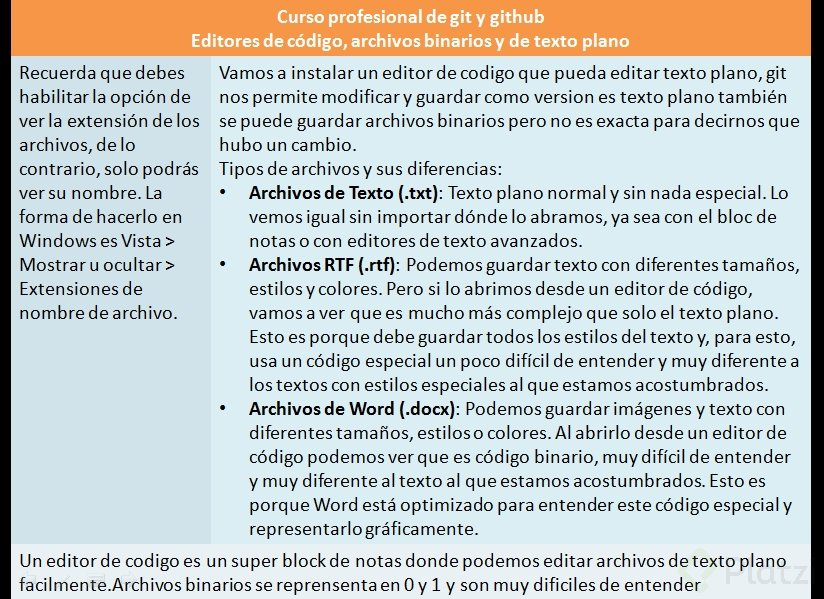 Curso profesional de git y github
Editores de código, archivos binarios y de texto plano
Recuerda que debes
habilitar la opción de
ver la extensión de los
archivos, de lo
contrario, solo podrás
ver su nombre. La
forma de hacerlo en
Windows es Vista >
Mostrar u ocultar >
Extensiones de
nombre de archivo.
Vamos a instalar un editor de codigo que pueda editar texto plano, git
nos permite modificar y guardar como version es texto plano también
se puede guardar archivos binarios pero no es exacta para decirnos que
hubo un cambio.
Tipos de archivos y sus diferencias:
• Archivos de Texto (.txt): Texto plano normal y sin nada especial. Lo
vemos igual sin importar dónde lo abramos, ya sea con el bloc de
notas o con editores de texto avanzados.
• Archivos RTF (.rtf): Podemos guardar texto con diferentes tamaños,
estilos y colores. Pero si lo abrimos desde un editor de código,
vamos a ver que es mucho más complejo que solo el texto plano.
Esto es porque debe guardar todos los estilos del texto y, para esto,
usa un código especial un poco difícil de entender y muy diferente a
los textos con estilos especiales al que estamos acostumbrados.
• Archivos de Word (.docx): Podemos guardar imágenes y texto con
diferentes tamaños, estilos o colores. Al abrirlo desde un editor de
código podemos ver que es código binario, muy difícil de entender
y muy diferente al texto al que estamos acostumbrados. Esto es
porque Word está optimizado para entender este código especial y
representarlo gráficamente.
Un editor de codigo es un super block de notas donde podemos editar archivos de texto plano
facilmente.Archivos binarios se reprensenta en 0 y 1 y son muy dificiles de entender
Platzi